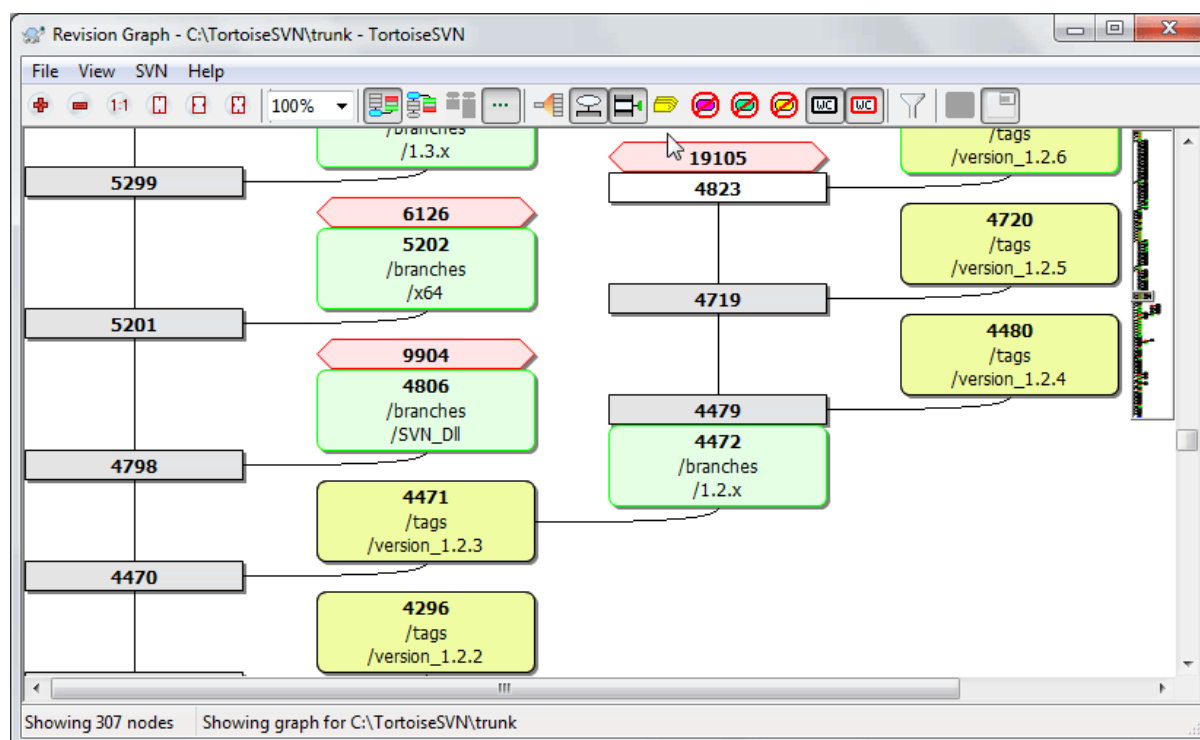 Revision Graph - C:\TortoiseSVN\trunk - TortoiseSVN
File View SVN Help
1:1
100%
...
WC
WC
/branches
/1.3.x
5299
6126
5202
/branches
/x64
5201
9904
4806
/branches
/SVN_Dll
4798
4471
/tags
/version_1.2.3
4470
4296
/tags
/version_1.2.2
19105
4823
4719
4479
4472
/branches
/1.2.x
/tags
/version_1.2.6
4720
/tags
/version_1.2.5
4480
/tags
/version_1.2.4
Showing 307 nodes
Showing graph for C:\TortoiseSVN\trunk